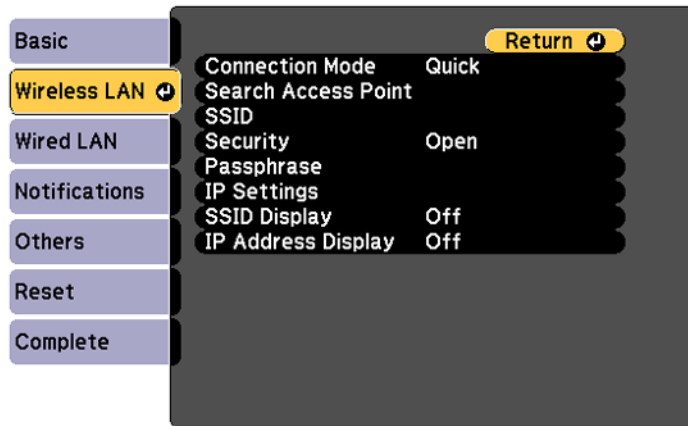 Basic
Wireless LAN
Wired LAN
Notifications
Others
Reset
Complete
Return
Connection Mode Quick
Search Access Point
SSID
Security Open
Passphrase
IP Settings
SSID Display Off
IP Address Display Off